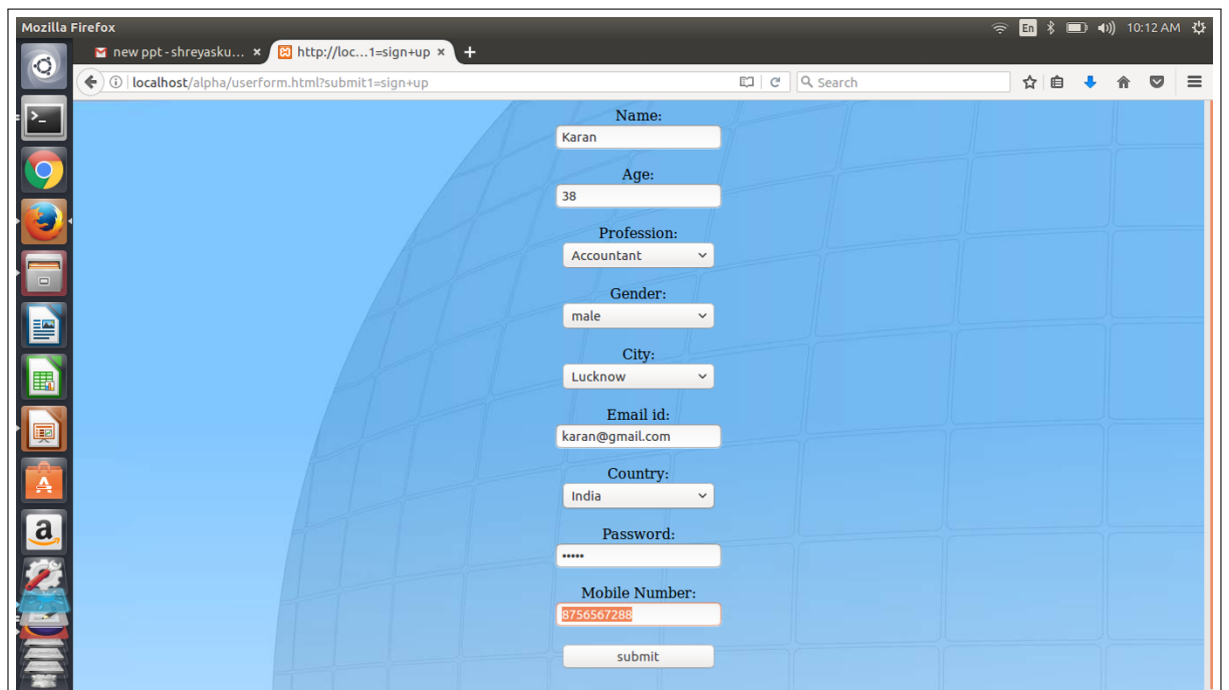 Mozilla Firefox
En
10:12 AM
new ppt - shreyasku... ×
http://loc...1=sign+up × +
localhost/alpha/userform.html?submit1=sign+up
Search
Name:
Karan
Age:
38
Profession:
Accountant
Gender:
male
City:
Lucknow
Email id:
karan@gmail.com
Country:
India
Password:
•••••
Mobile Number:
8756567288
submit